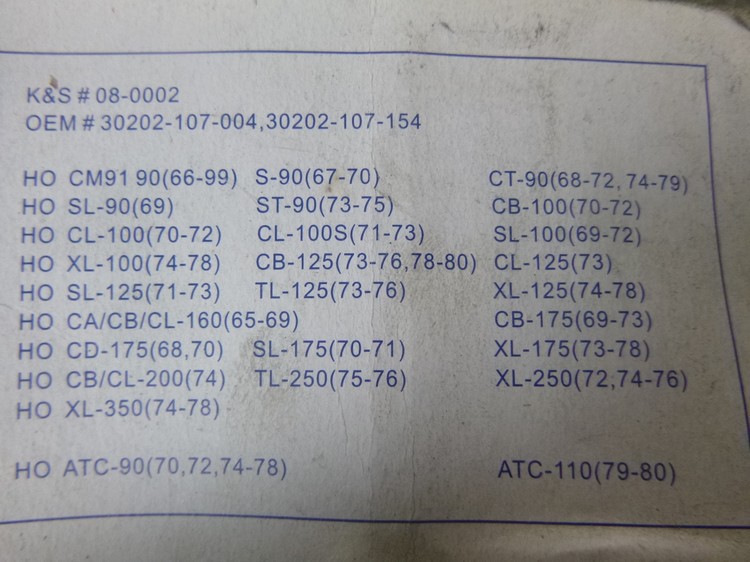 K&S # 08-0002
OEM # 30202-107-004,30202-107-154
HO CM91 90(66-99) S-90(67-70) CT-90(68-72, 74-79)
HO SL-90(69) ST-90(73-75) CB-100(70-72)
HO CL-100(70-72) CL-100S(71-73) SL-100(69-72)
HO XL-100(74-78) CB-125(73-76,78-80) CL-125(73)
HO SL-125(71-73) TL-125(73-76) XL-125(74-78)
HO CA/CB/CL-160(65-69) CB-175(69-73)
HO CD-175(68,70) SL-175(70-71) XL-175(73-78)
HO CB/CL-200(74) TL-250(75-76) XL-250(72,74-76)
HO XL-350(74-78)
HO ATC-90(70,72,74-78) ATC-110(79-80)